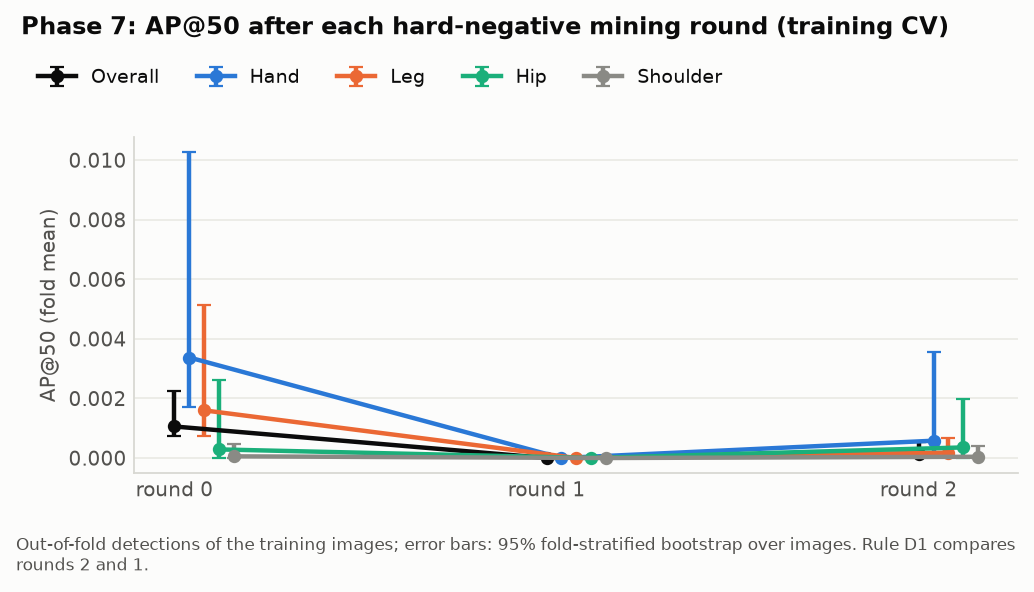 Phase 7: AP@50 after each hard-negative mining round (training CV)
Overall Hand Leg Hip Shoulder
AP@50 (fold mean)
0.010
0.008
0.006
0.004
0.002
0.000
round 0 round 1 round 2
Out-of-fold detections of the training images; error bars: 95% fold-stratified bootstrap over images. Rule D1 compares
rounds 2 and 1.